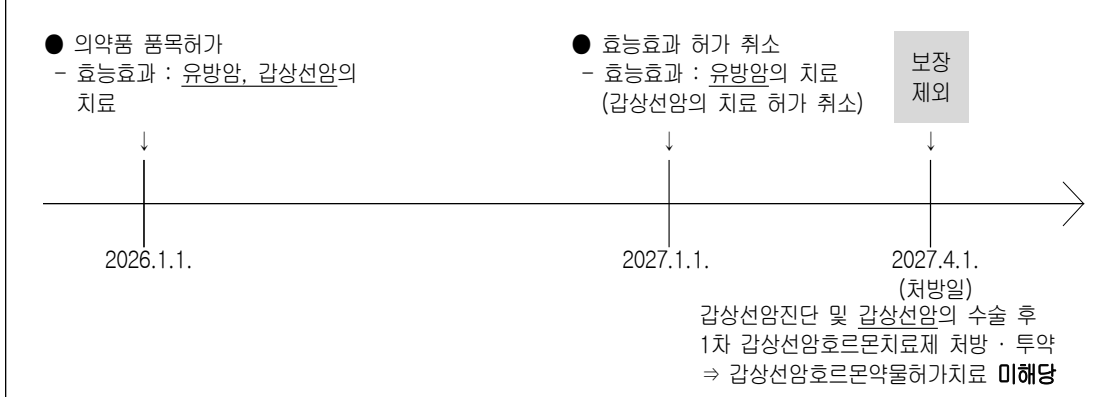 ● 의약품 품목허가
- 효능효과 : 유방암, 갑상선암의
치료
↓
2026.1.1.
● 효능효과 허가 취소
- 효능효과 : 유방암의 치료
(갑상선암의 치료 허가 취소)
↓
2027.1.1.
보장
제외
↓
2027.4.1.
(처방일)
갑상선암진단 및 갑상선암의 수술 후
1차 갑상선암호르몬치료제 처방 · 투약
⇒ 갑상선암호르몬약물허가치료 미해당